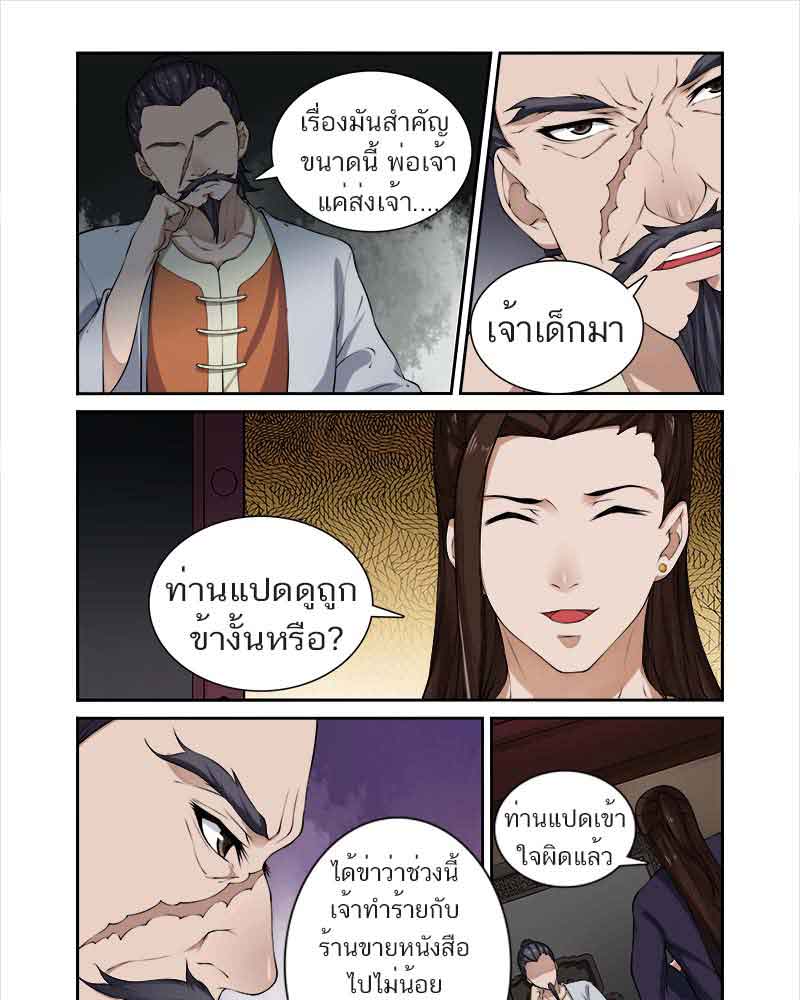 เรื่องมันสำคัญ
ขนาดนี้ พ่อเจ้า
แค่ส่งเจ้า....
เจ้าเด็กมา
ท่านแปดดูถูก
ข้างั้นหรือ?
ท่านแปดเข้า
ใจผิดแล้ว
ได้ข่าว่าช่วงนี้
เจ้าทำร้ายกับ
ร้านขายหนังสือ
ไปไม่น้อย